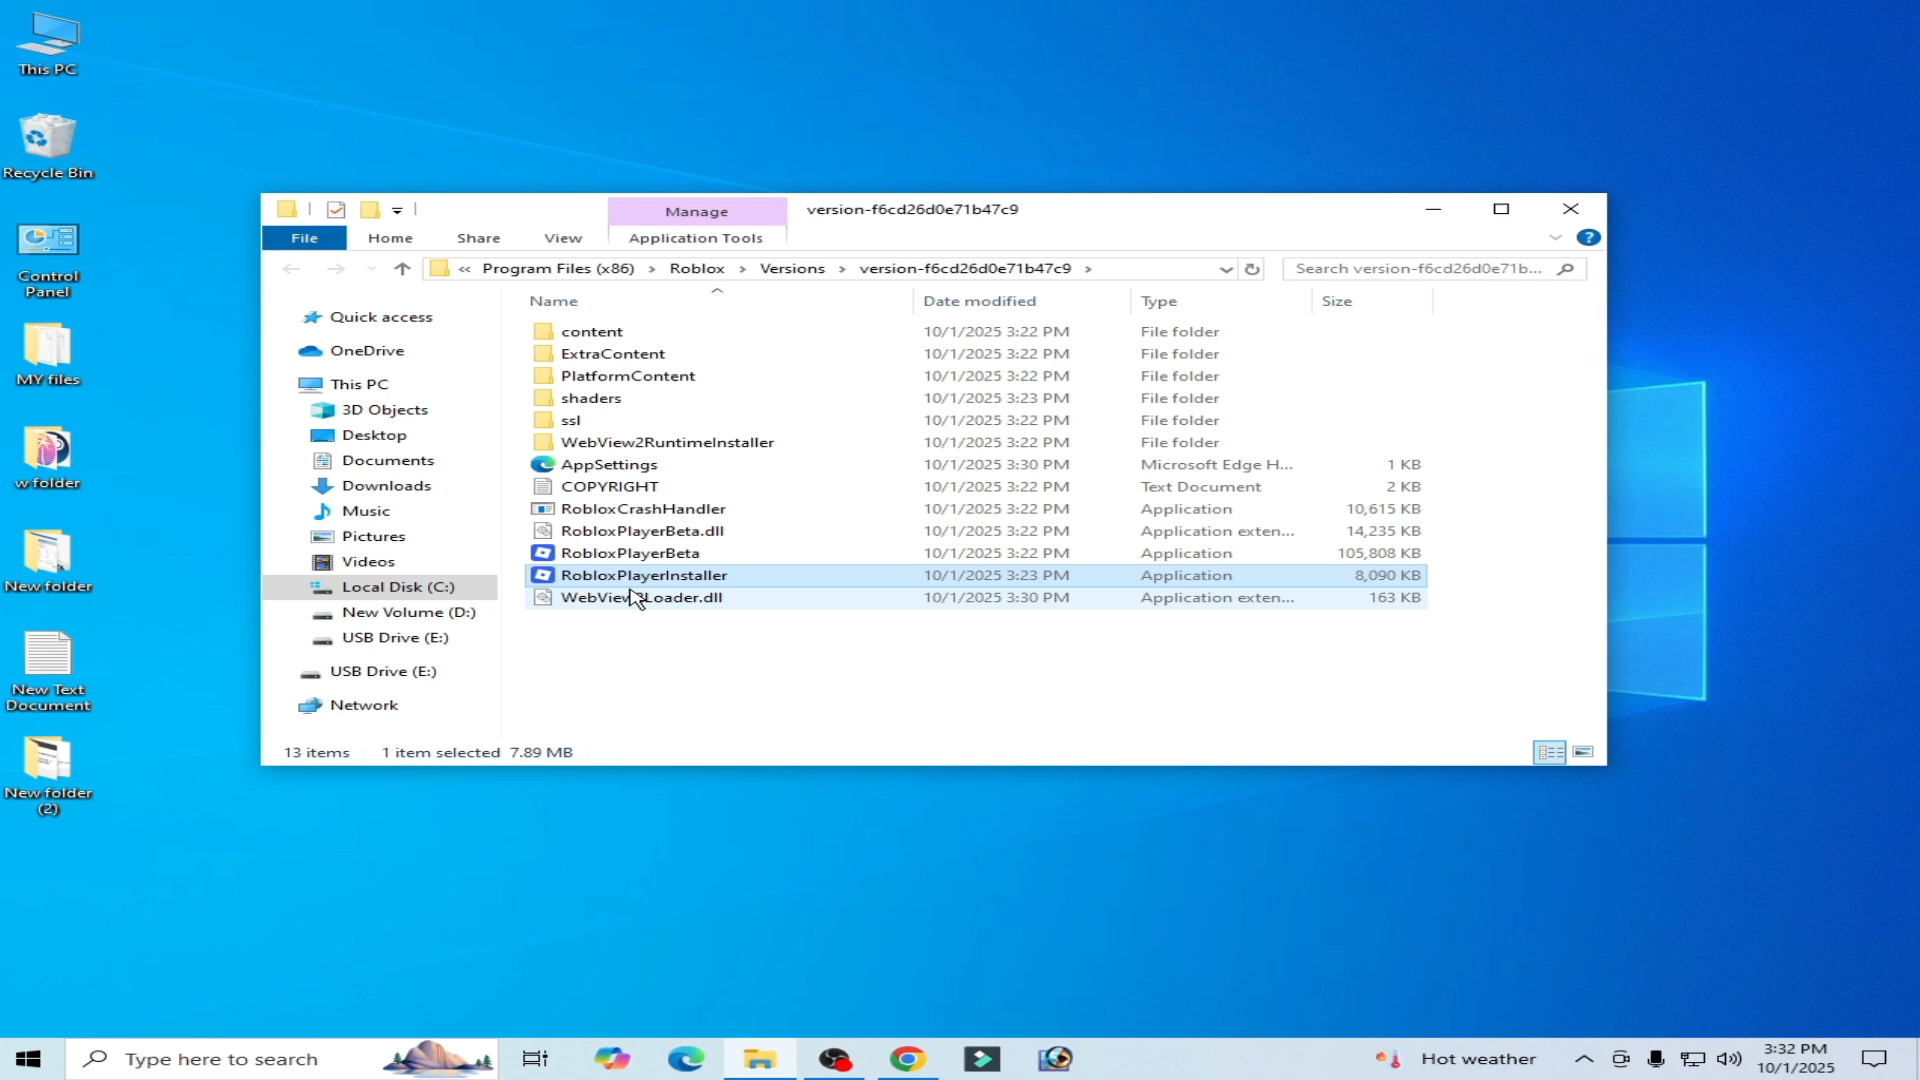 This PC
Recycle Bin
Control
Panel
MY files
w folder
New folder
New Text
Document
New folder
(2)
Manage
version-f6cd26d0e71b47c9
File
Home
Share
View
Application Tools
?
« Program Files (x86) › Roblox › Versions › version-f6cd26d0e71b47c9 ›
Search version-f6cd26d0e71b...
Quick access
OneDrive
This PC
3D Objects
Desktop
Documents
Downloads
Music
Pictures
Videos
Local Disk (C:)
New Volume (D:)
USB Drive (E:)
USB Drive (E:)
Network
Name Date modified Type Size
content 10/1/2025 3:22 PM File folder
ExtraContent 10/1/2025 3:22 PM File folder
PlatformContent 10/1/2025 3:22 PM File folder
shaders 10/1/2025 3:23 PM File folder
ssl 10/1/2025 3:22 PM File folder
WebView2RuntimeInstaller 10/1/2025 3:22 PM File folder
AppSettings 10/1/2025 3:30 PM Microsoft Edge H... 1 KB
COPYRIGHT 10/1/2025 3:22 PM Text Document 2 KB
RobloxCrashHandler 10/1/2025 3:22 PM Application 10,615 KB
RobloxPlayerBeta.dll 10/1/2025 3:22 PM Application exten... 14,235 KB
RobloxPlayerBeta 10/1/2025 3:22 PM Application 105,808 KB
RobloxPlayerInstaller 10/1/2025 3:23 PM Application 8,090 KB
WebView2Loader.dll 10/1/2025 3:30 PM Application exten... 163 KB
13 items 1 item selected 7.89 MB
Type here to search
Hot weather
3:32 PM
10/1/2025